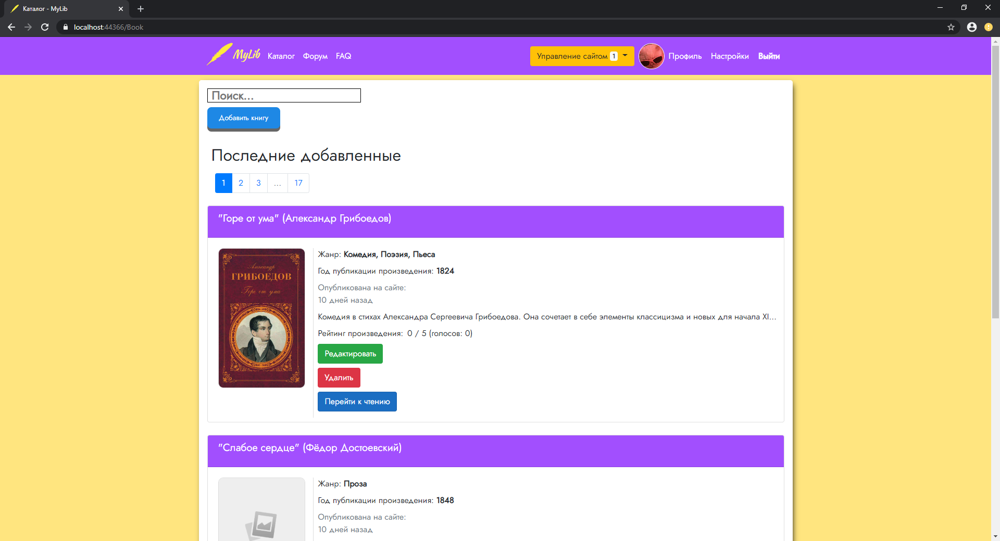 Каталог - MyLib
localhost:44366/Book
MyLib Каталог Форум FAQ Управление сайтом 1 Профиль Настройки Выйти
Поиск...
Добавить книгу
Последние добавленные
1 2 3 ... 17
"Горе от ума" (Александр Грибоедов)
Александр
ГРИБОЕДОВ
Горе от ума
Жанр: Комедия, Поэзия, Пьеса
Год публикации произведения: 1824
Опубликована на сайте:
10 дней назад
Комедия в стихах Александра Сергеевича Грибоедова. Она сочетает в себе элементы классицизма и новых для начала XI...
Рейтинг произведения: 0 / 5 (голосов: 0)
Редактировать
Удалить
Перейти к чтению
"Слабое сердце" (Фёдор Достоевский)
Жанр: Проза
Год публикации произведения: 1848
Опубликована на сайте:
10 дней назад